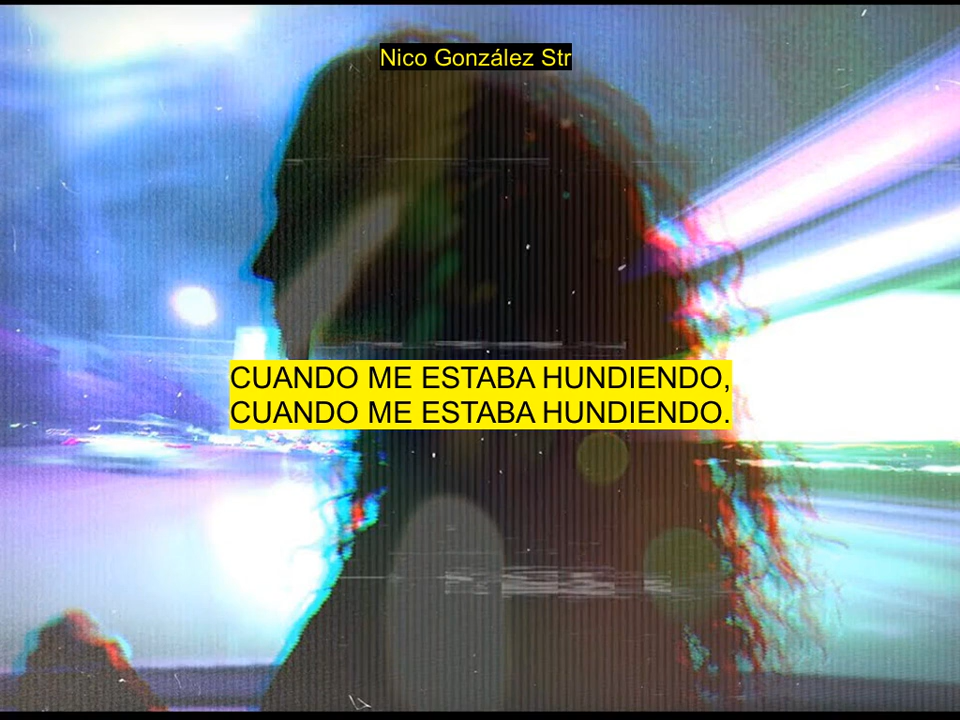 Nico González Str
CUANDO ME ESTABA HUNDIENDO,
CUANDO ME ESTABA HUNDIENDO.